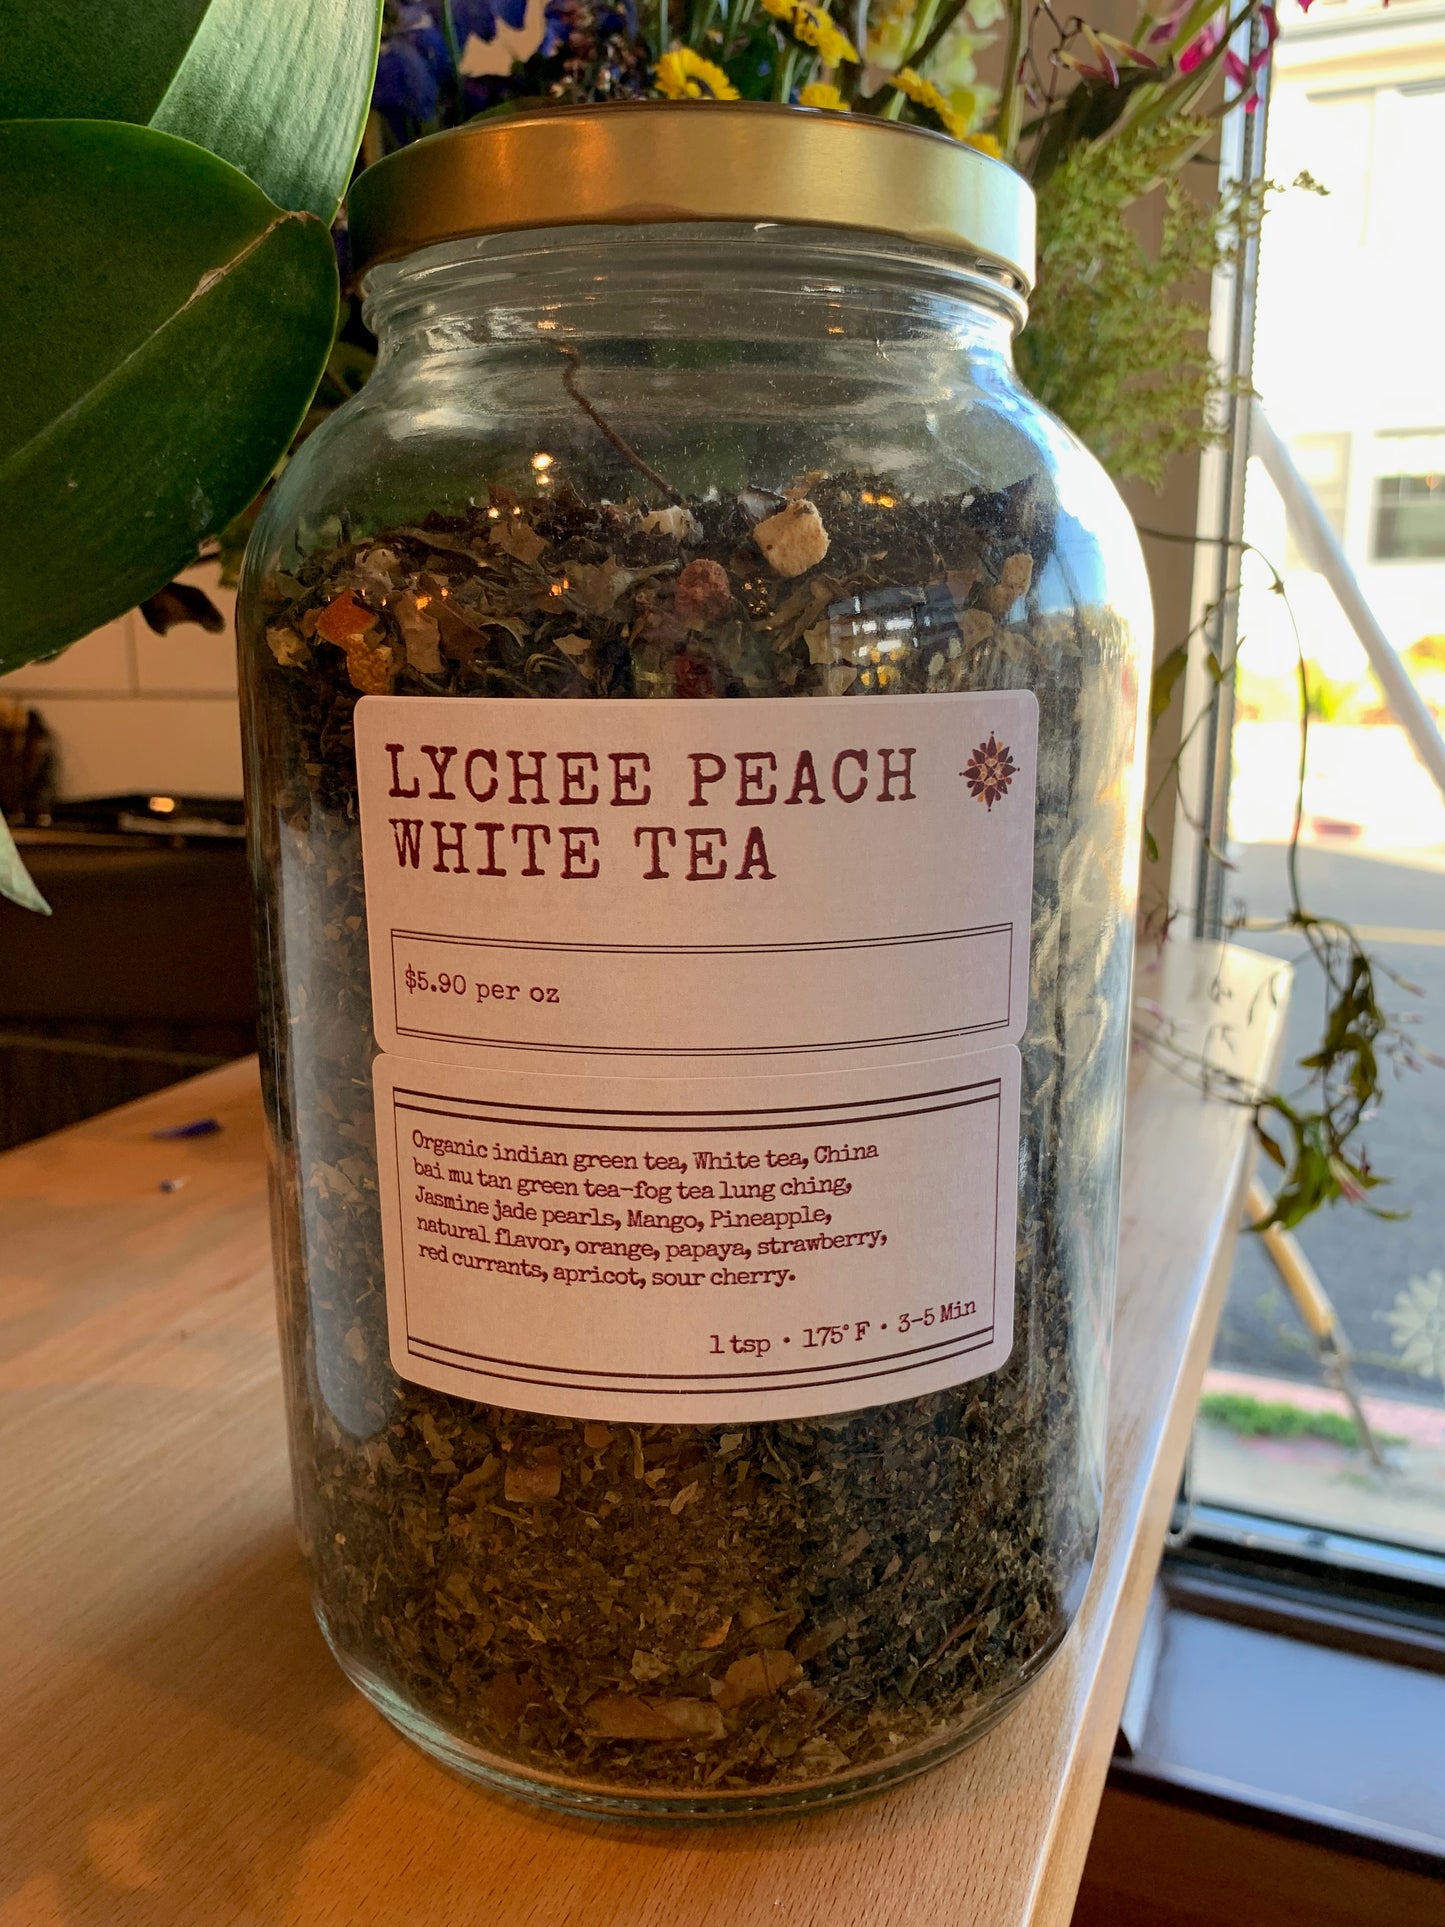 LYCHEE PEACH
WHITE TEA
$5.90 per oz
Organic indian green tea, White tea, China
bai mu tan green tea-fog tea lung ching,
Jasmine jade pearls, Mango, Pineapple,
natural flavor, orange, papaya, strawberry,
red currants, apricot, sour cherry.
1 tsp • 175° F • 3-5 Min